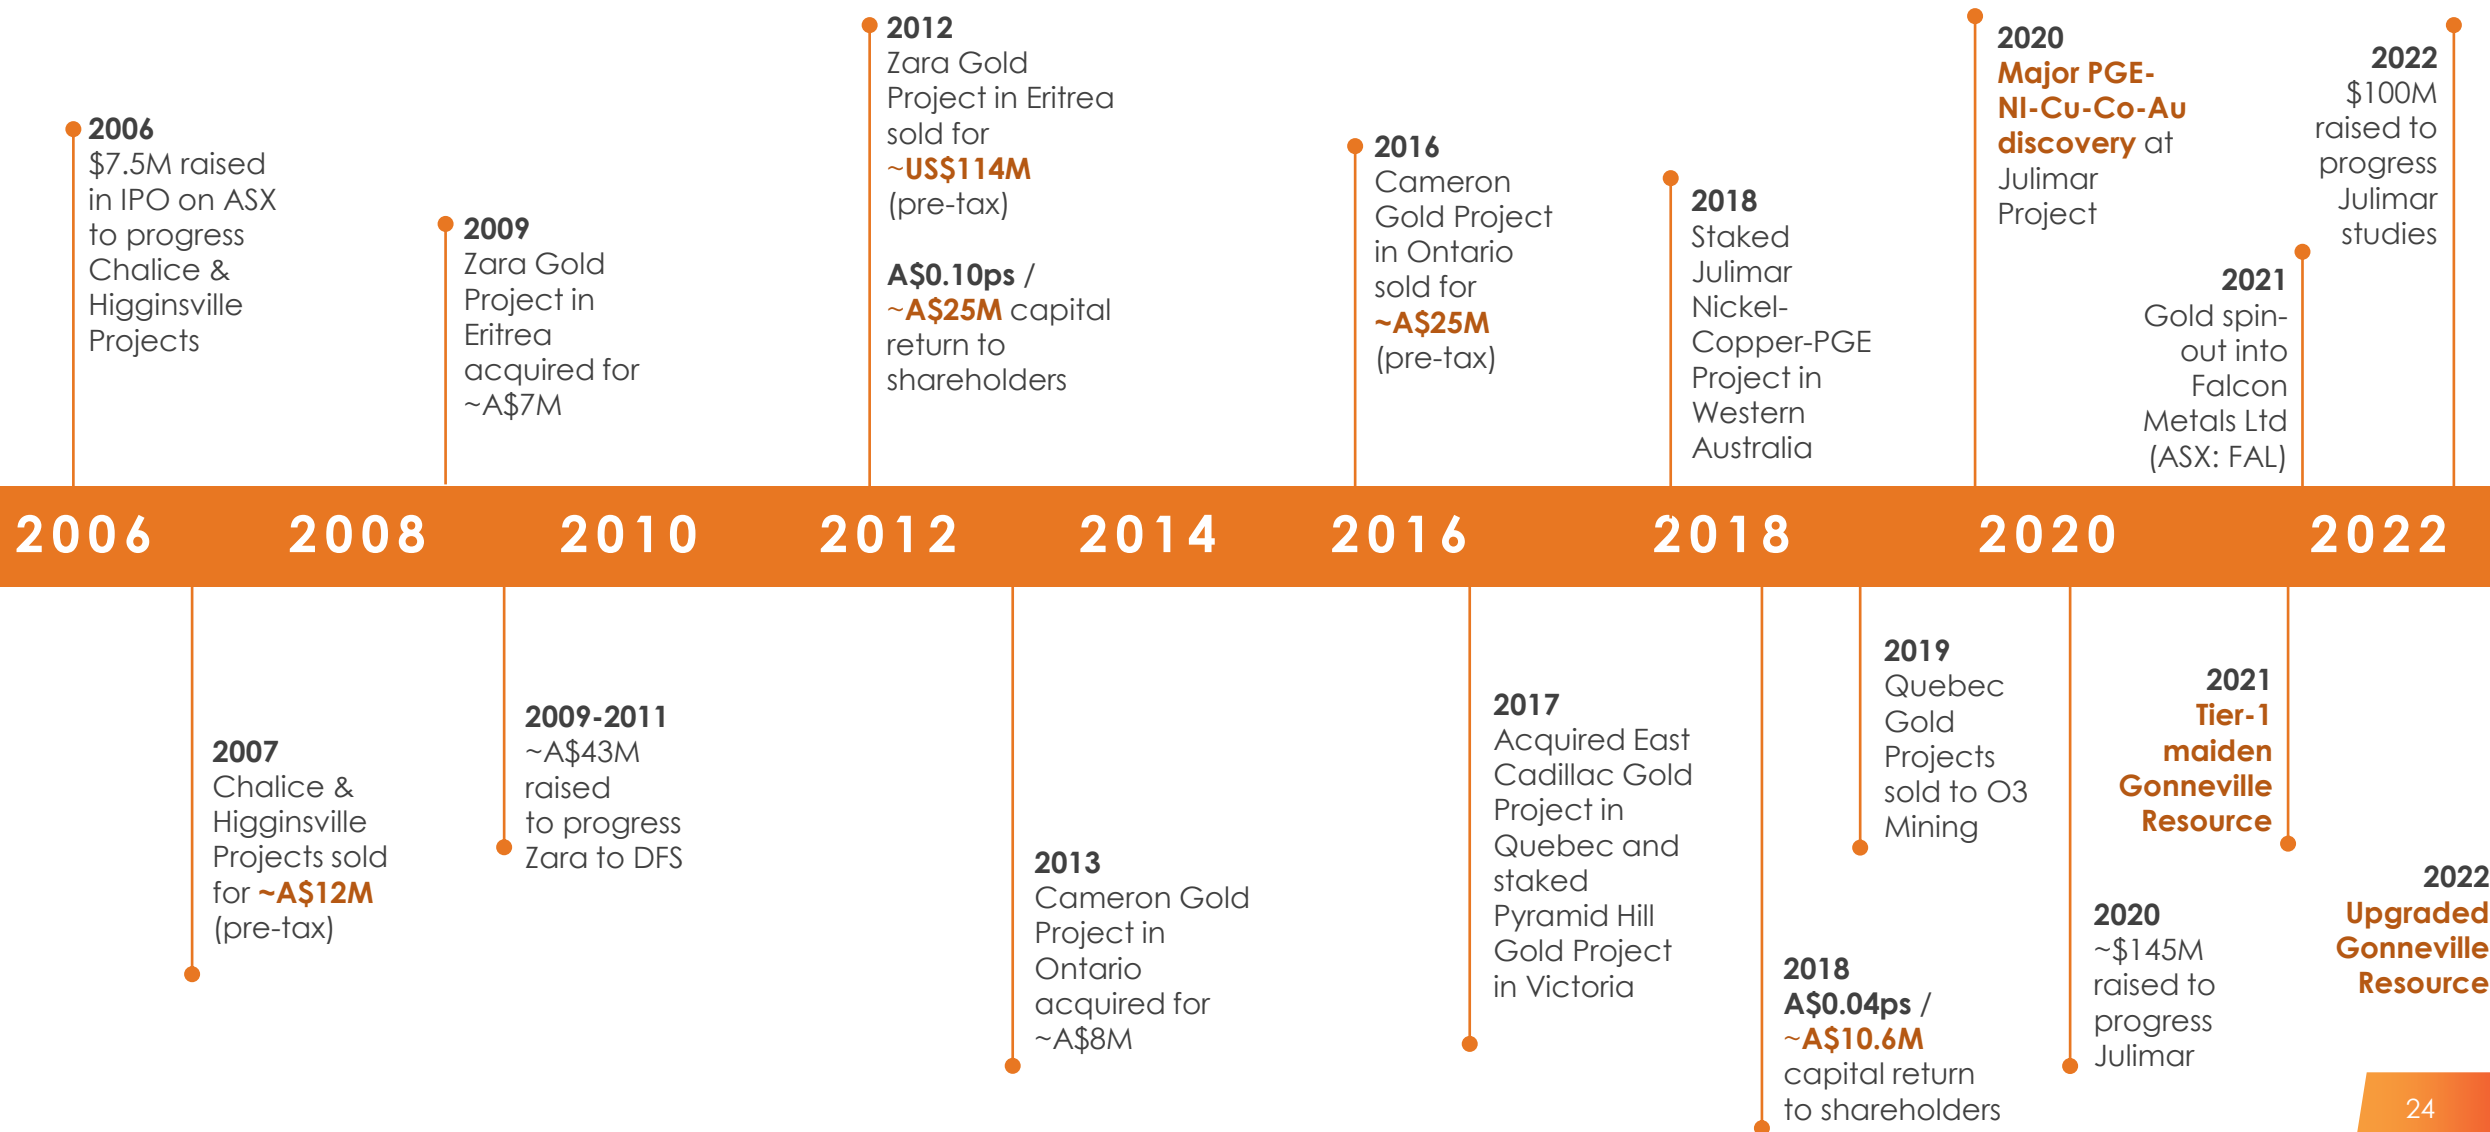 2006
$7.5M raised
in IPO on ASX
to progress
Chalice &
Higginsville
Projects
2009
Zara Gold
Project in
Eritrea
acquired for
~A$7M
2012
Zara Gold
Project in Eritrea
sold for
~US$114M
(pre-tax)
A$0.10ps /
~A$25M capital
return to
shareholders
2016
Cameron
Gold Project
in Ontario
sold for
~A$25M
(pre-tax)
2018
Staked
Julimar
Nickel-
Copper-PGE
Project in
Western
Australia
2020
Major PGE-
NI-Cu-Co-Au
discovery at
Julimar
Project
2021
Gold spin-
out into
Falcon
Metals Ltd
(ASX: FAL)
2022
$100M
raised to
progress
Julimar
studies
2006 2008 2010 2012 2014 2016 2018 2020 2022
2007
Chalice &
Higginsville
Projects sold
for ~A$12M
(pre-tax)
2009-2011
~A$43M
raised
to progress
Zara to DFS
2013
Cameron Gold
Project in
Ontario
acquired for
~A$8M
2017
Acquired East
Cadillac Gold
Project in
Quebec and
staked
Pyramid Hill
Gold Project
in Victoria
2018
A$0.04ps /
~A$10.6M
capital return
to shareholders
2019
Quebec
Gold
Projects
sold to O3
Mining
2020
~$145M
raised to
progress
Julimar
2021
Tier-1
maiden
Gonneville
Resource
2022
Upgraded
Gonneville
Resource
24